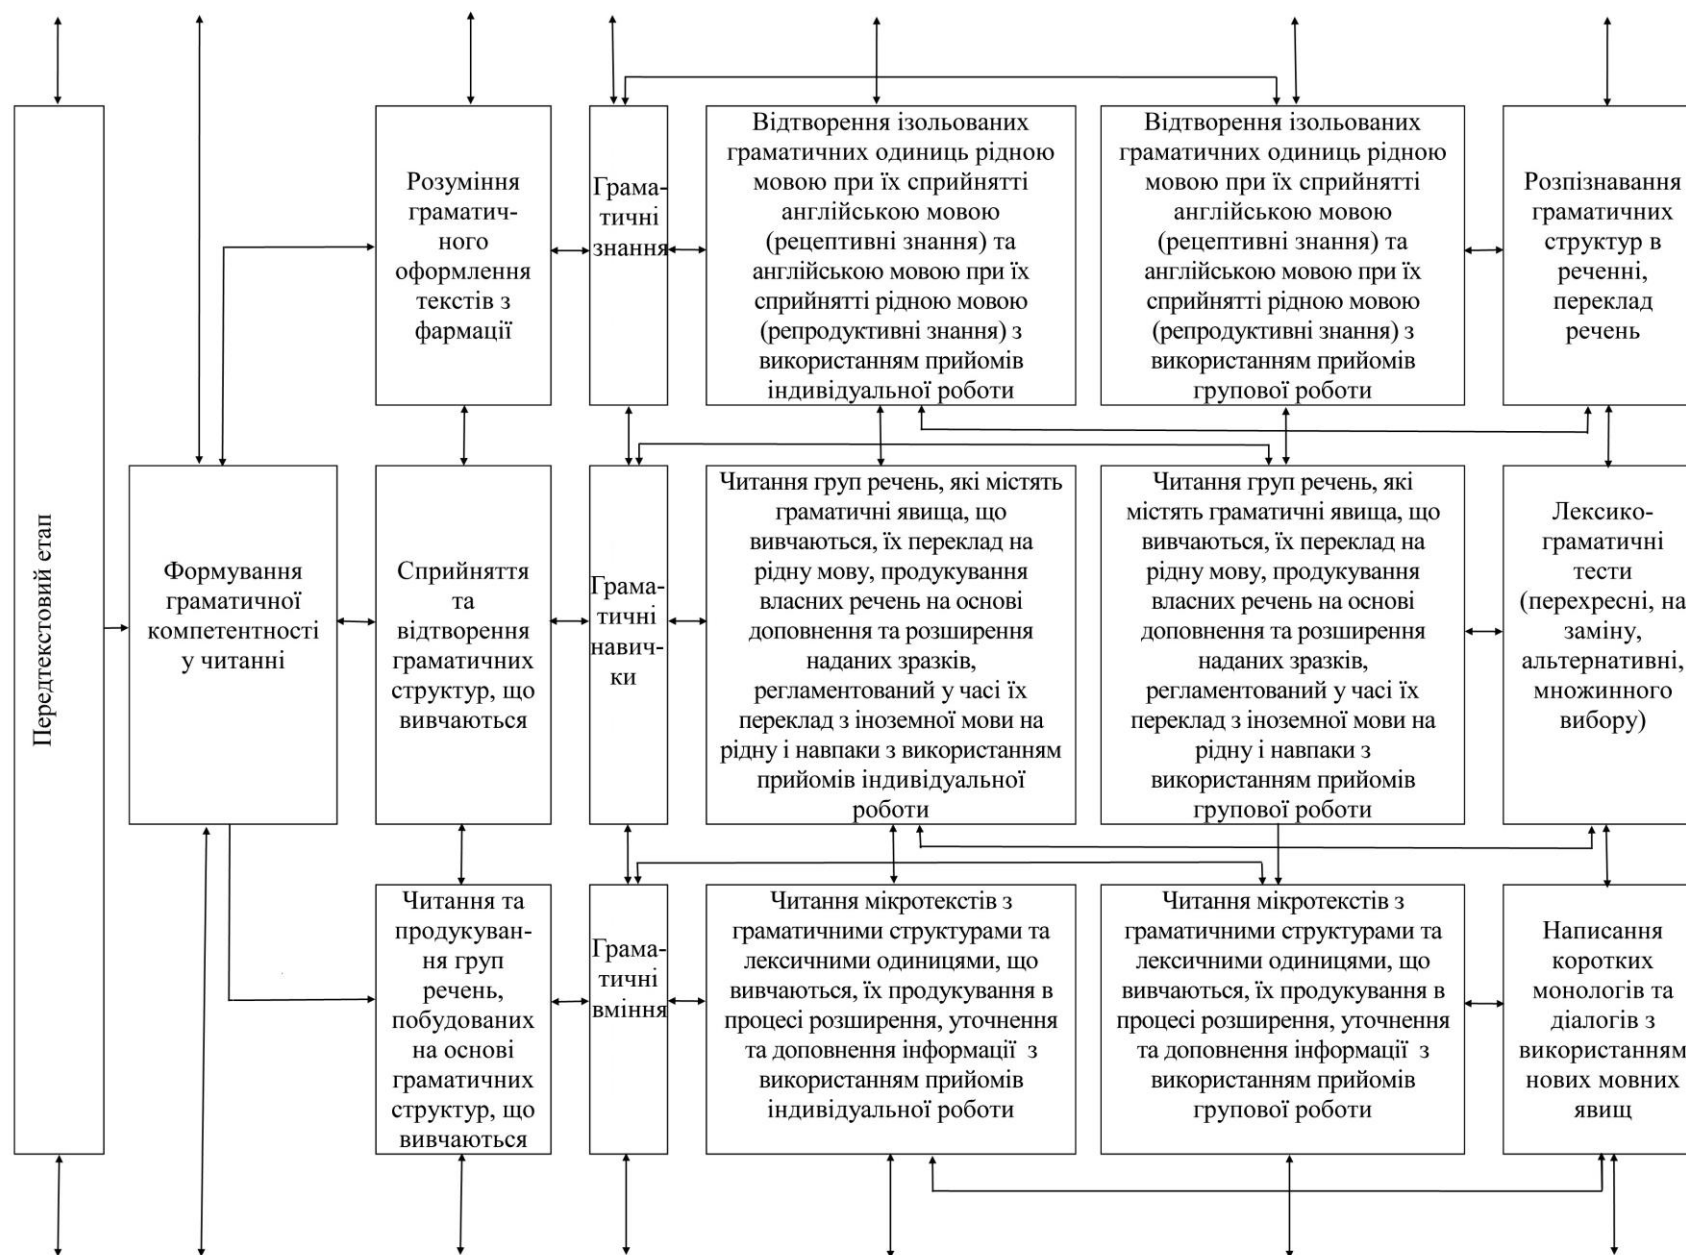 Передтекстовий етап
Формування
граматичної
компетентності
у читанні
Розуміння
граматич-
ного
оформлення
текстів з
фармації
Грама-
тичні
знання
Відтворення ізольованих
граматичних одиниць рідною
мовою при їх сприйнятті
англійською мовою
(рецептивні знання) та
англійською мовою при їх
сприйнятті рідною мовою
(репродуктивні знання) з
використанням прийомів
індивідуальної роботи
Відтворення ізольованих
граматичних одиниць рідною
мовою при їх сприйнятті
англійською мовою
(рецептивні знання) та
англійською мовою при їх
сприйнятті рідною мовою
(репродуктивні знання) з
використанням прийомів
групової роботи
Розпізнавання
граматичних
структур в
реченні,
переклад
речень
Сприйняття
та
відтворення
граматичних
структур, що
вивчаються
Грама-
тичні
навич-
ки
Читання груп речень, які містять
граматичні явища, що
вивчаються, їх переклад на
рідну мову, продукування
власних речень на основі
доповнення та розширення
наданих зразків,
регламентований у часі їх
переклад з іноземної мови на
рідну і навпаки з використанням
прийомів індивідуальної
роботи
Читання груп речень, які
містять граматичні явища, що
вивчаються, їх переклад на
рідну мову, продукування
власних речень на основі
доповнення та розширення
наданих зразків,
регламентований у часі їх
переклад з іноземної мови на
рідну і навпаки з
використанням прийомів
групової роботи
Лексико-
граматичні
тести
(перехресні, на
заміну,
альтернативні,
множинного
вибору)
Читання та
продукуван-
ня груп
речень,
побудованих
на основі
граматичних
структур, що
вивчаються
Грама-
тичні
вміння
Читання мікротекстів з
граматичними структурами та
лексичними одиницями, що
вивчаються, їх продукування в
процесі розширення, уточнення
та доповнення інформації з
використанням прийомів
індивідуальної роботи
Читання мікротекстів з
граматичними структурами та
лексичними одиницями, що
вивчаються, їх продукування в
процесі розширення, уточнення
та доповнення інформації з
використанням прийомів
групової роботи
Написання
коротких
монологів та
діалогів з
використанням
нових мовних
явищ